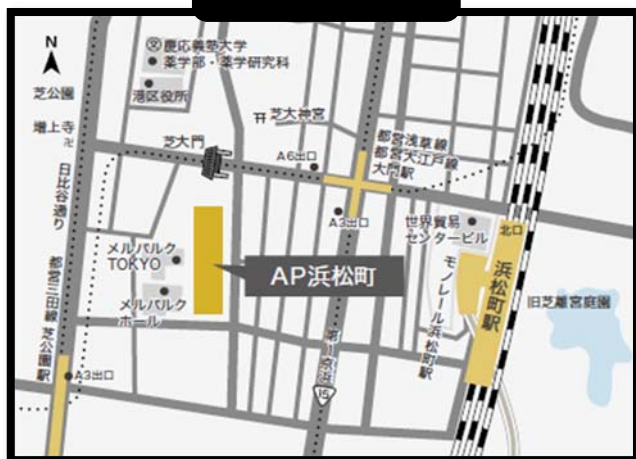 N
慶応義塾大学
薬学部・薬学研究科
芝公園
港区役所
芝大神宮
増上寺
芝大門
A6出口
都営浅草線
都営大江戸線
大門駅
日比谷通り
A3出口
世界貿易
センタービル
北口
メルパルク
TOKYO
AP浜松町
メルパルク
ホール
モノレール浜松町駅
浜松町駅
旧芝離宮庭園
都営三田線 芝公園駅
第1京浜
15
A3出口